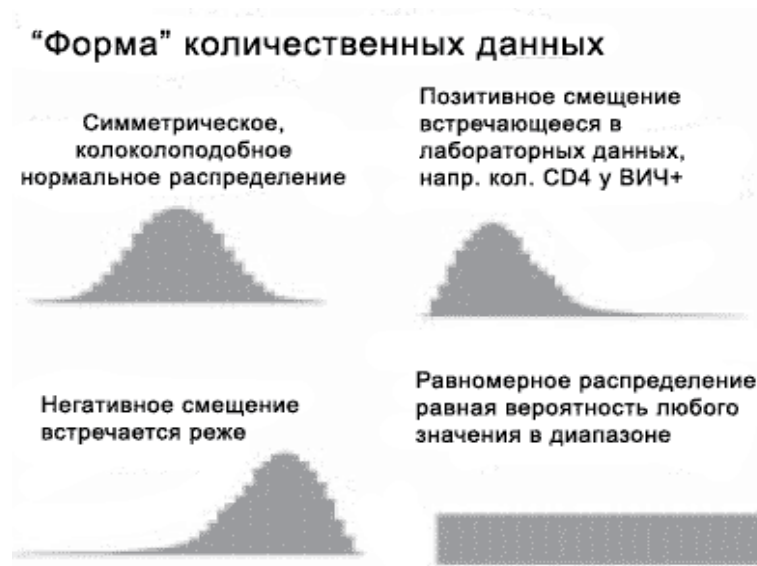 “Форма” количественных данных
Симметрическое,
колоколоподобное
нормальное распределение
Позитивное смещение
встречающееся в
лабораторных данных,
напр. кол. CD4 у ВИЧ+
Негативное смещение
встречается реже
Равномерное распределение
равная вероятность любого
значения в диапазоне